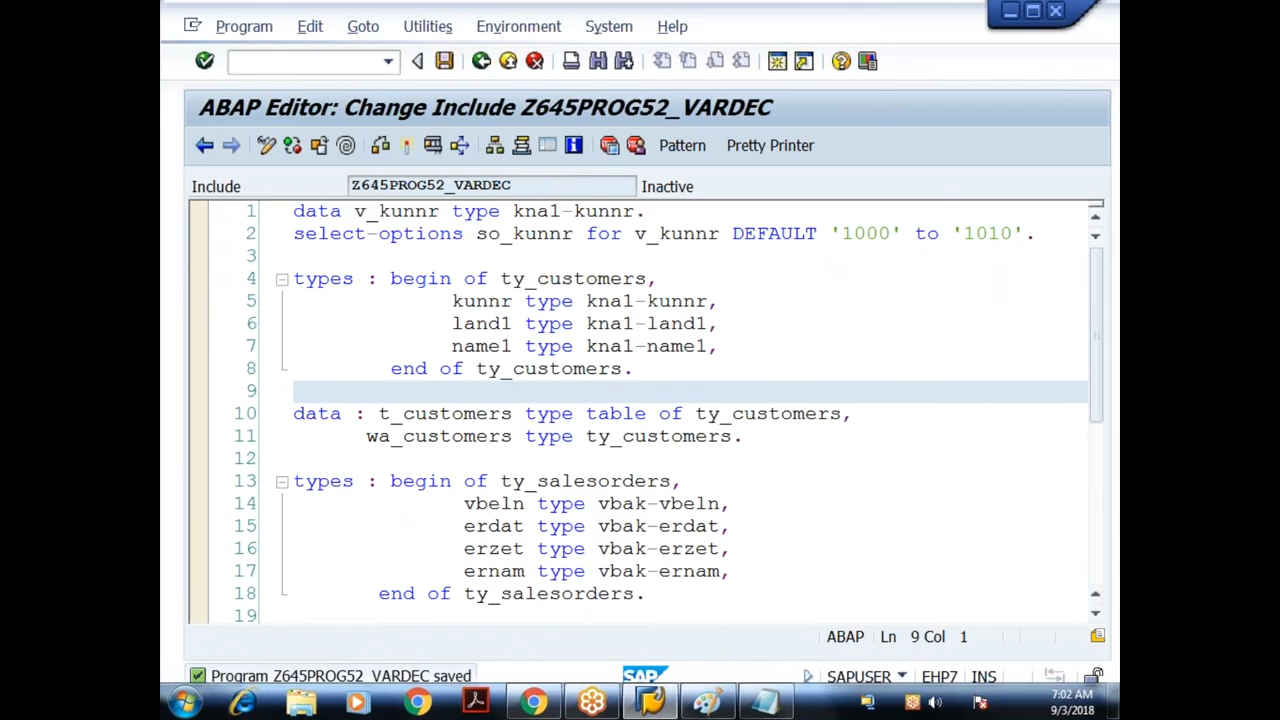 Program Edit Goto Utilities Environment System Help
ABAP Editor: Change Include Z645PROG52_VARDEC
Pattern Pretty Printer
Include Z645PROG52_VARDEC Inactive
1 data v_kunnr type kna1-kunnr.
2 select-options so_kunnr for v_kunnr DEFAULT '1000' to '1010'.
3
4 types : begin of ty_customers,
5 kunnr type kna1-kunnr,
6 land1 type kna1-land1,
7 name1 type kna1-name1,
8 end of ty_customers.
9
10 data : t_customers type table of ty_customers,
11 wa_customers type ty_customers.
12
13 types : begin of ty_salesorders,
14 vbeln type vbak-vbeln,
15 erdat type vbak-erdat,
16 erzet type vbak-erzet,
17 ernam type vbak-ernam,
18 end of ty_salesorders.
19
ABAP Ln 9 Col 1
Program Z645PROG52_VARDEC saved SAP SAPUSER EHP7 INS
7:02 AM
9/3/2018